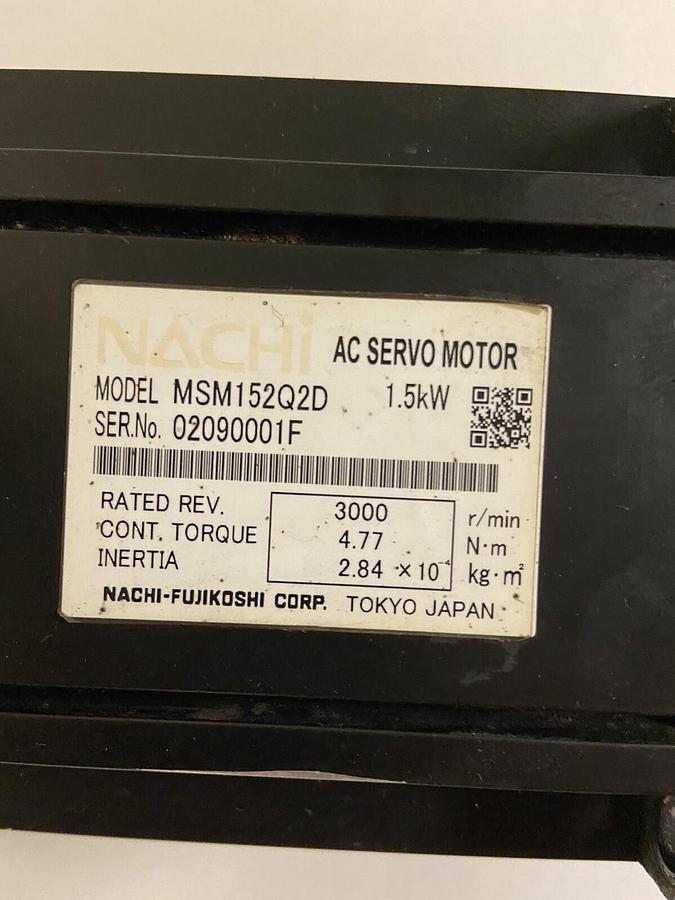 NACHi AC SERVO MOTOR
MODEL MSM152Q2D 1.5kW
SER.No. 02090001F
RATED REV. 3000 r/min
CONT. TORQUE 4.77 N·m
INERTIA 2.84 ×10⁻⁴ kg·m²
NACHI-FUJIKOSHI CORP. TOKYO JAPAN